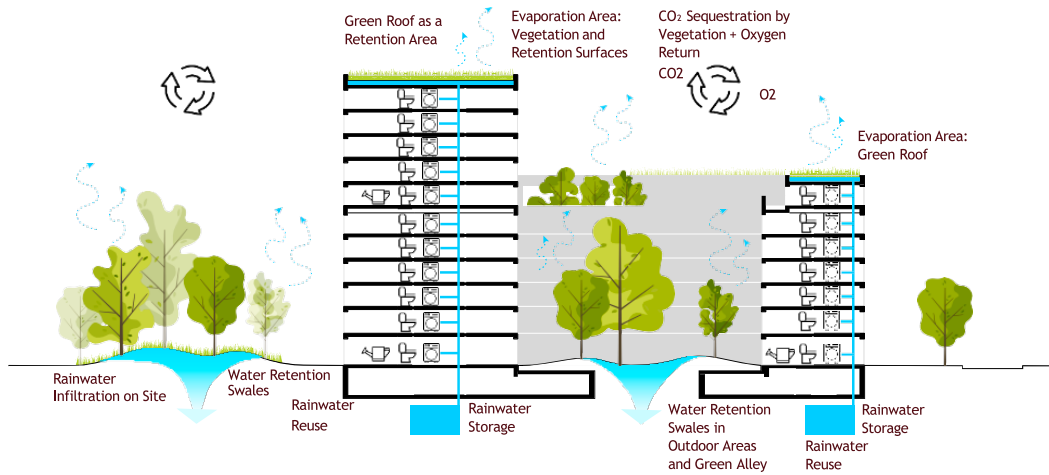 Green Roof as a
Retention Area
Evaporation Area:
Vegetation and
Retention Surfaces
CO₂ Sequestration by
Vegetation + Oxygen
Return
CO2
O2
Evaporation Area:
Green Roof
Rainwater
Infiltration on Site
Water Retention
Swales
Rainwater
Reuse
Rainwater
Storage
Water Retention
Swales in
Outdoor Areas
and Green Alley
Rainwater
Storage
Rainwater
Reuse